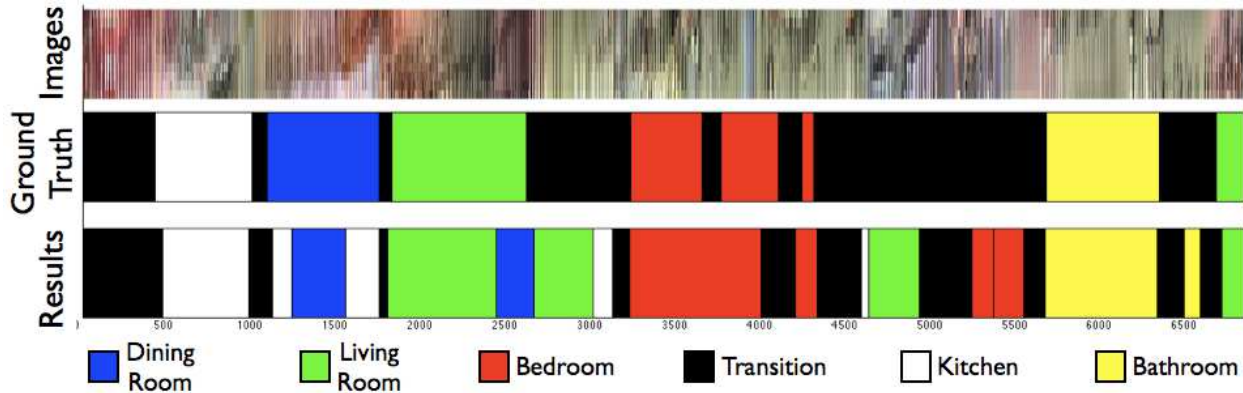 Images
Ground
Truth
Results
500 1000 1500 2000 2500 3000 3500 4000 4500 5000 5500 6000 6500
Dining Room
Living Room
Bedroom
Transition
Kitchen
Bathroom